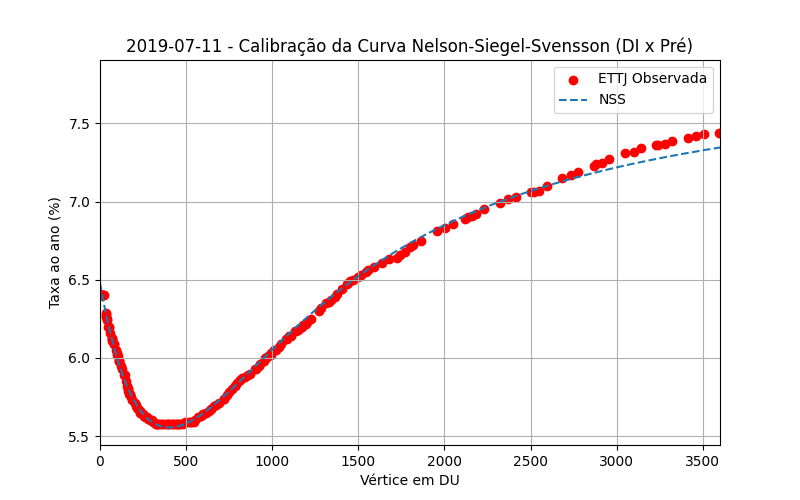 2019-07-11 - Calibração da Curva Nelson-Siegel-Svensson (DI x Pré)
ETTJ Observada
NSS
Taxa ao ano (%)
7.5
7.0
6.5
6.0
5.5
0 500 1000 1500 2000 2500 3000 3500
Vértice em DU